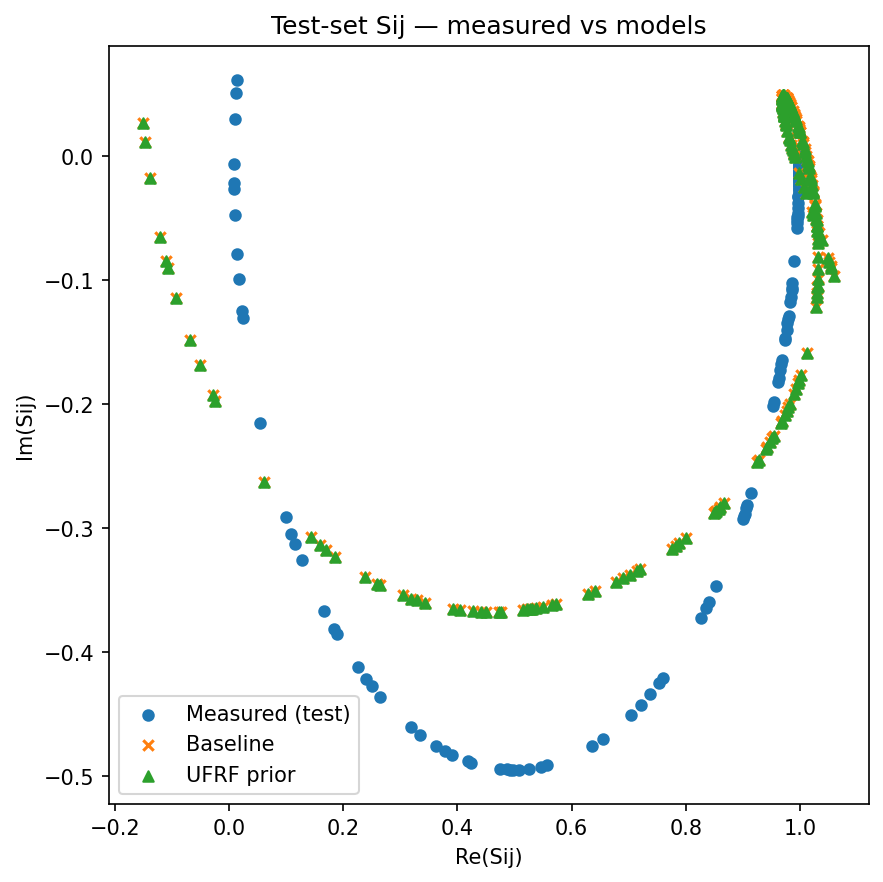 Test-set Sij — measured vs models
0.0
−0.1
−0.2
−0.3
−0.4
−0.5
Im(Sij)
Measured (test)
Baseline
UFRF prior
−0.2
0.0
0.2
0.4
0.6
0.8
1.0
Re(Sij)